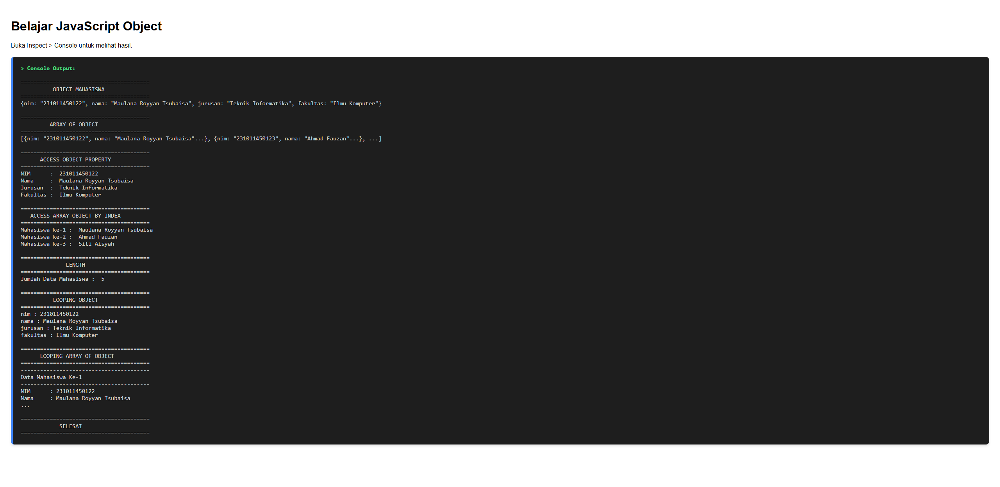 Belajar JavaScript Object
Buka Inspect > Console untuk melihat hasil.
> Console Output:
========================================
          OBJECT MAHASISWA
========================================
{nim: "231011450122", nama: "Maulana Royyan Tsubaisa", jurusan: "Teknik Informatika", fakultas: "Ilmu Komputer"}
========================================
         ARRAY OF OBJECT
========================================
[{nim: "231011450122", nama: "Maulana Royyan Tsubaisa"...}, {nim: "231011450123", nama: "Ahmad Fauzan"...}, ...]
========================================
      ACCESS OBJECT PROPERTY
========================================
NIM      :  231011450122
Nama     :  Maulana Royyan Tsubaisa
Jurusan  :  Teknik Informatika
Fakultas :  Ilmu Komputer
========================================
   ACCESS ARRAY OBJECT BY INDEX
========================================
Mahasiswa ke-1 :  Maulana Royyan Tsubaisa
Mahasiswa ke-2 :  Ahmad Fauzan
Mahasiswa ke-3 :  Siti Aisyah
========================================
              LENGTH
========================================
Jumlah Data Mahasiswa :  5
========================================
          LOOPING OBJECT
========================================
nim : 231011450122
nama : Maulana Royyan Tsubaisa
jurusan : Teknik Informatika
fakultas : Ilmu Komputer
========================================
      LOOPING ARRAY OF OBJECT
========================================
----------------------------------------
Data Mahasiswa Ke-1
----------------------------------------
NIM      : 231011450122
Nama     : Maulana Royyan Tsubaisa
...
========================================
            SELESAI
========================================